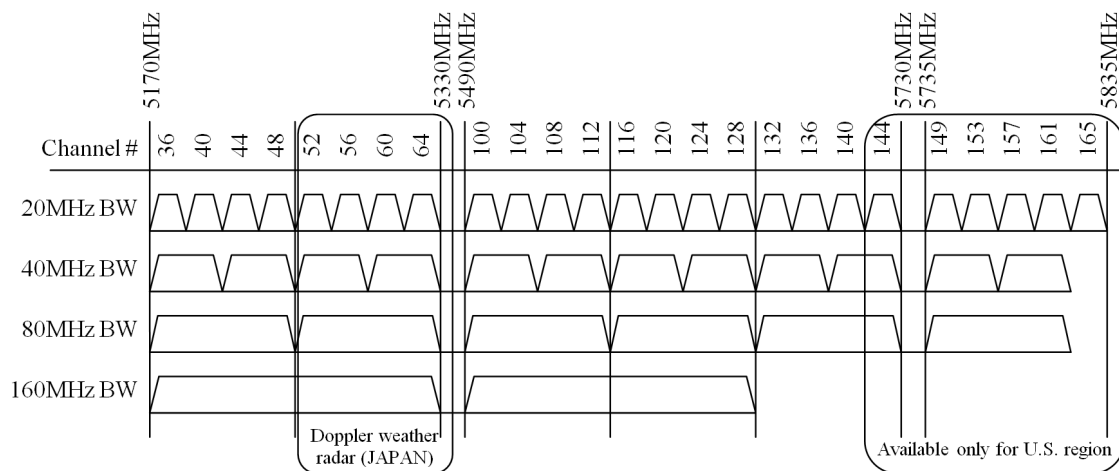 5170MHz 5330MHz 5490MHz 5730MHz 5735MHz 5835MHz
Channel # 36 40 44 48 52 56 60 64 100 104 108 112 116 120 124 128 132 136 140 144 149 153 157 161 165
20MHz BW
40MHz BW
80MHz BW
160MHz BW
Doppler weather
radar (JAPAN)
Available only for U.S. region